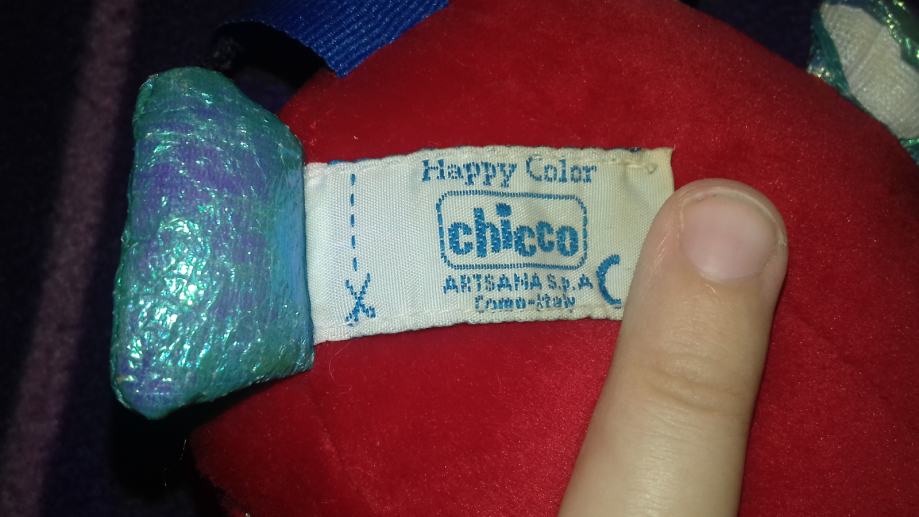 Happy Color
chicco
ARTSANA S.p.A
Como-Italy
C